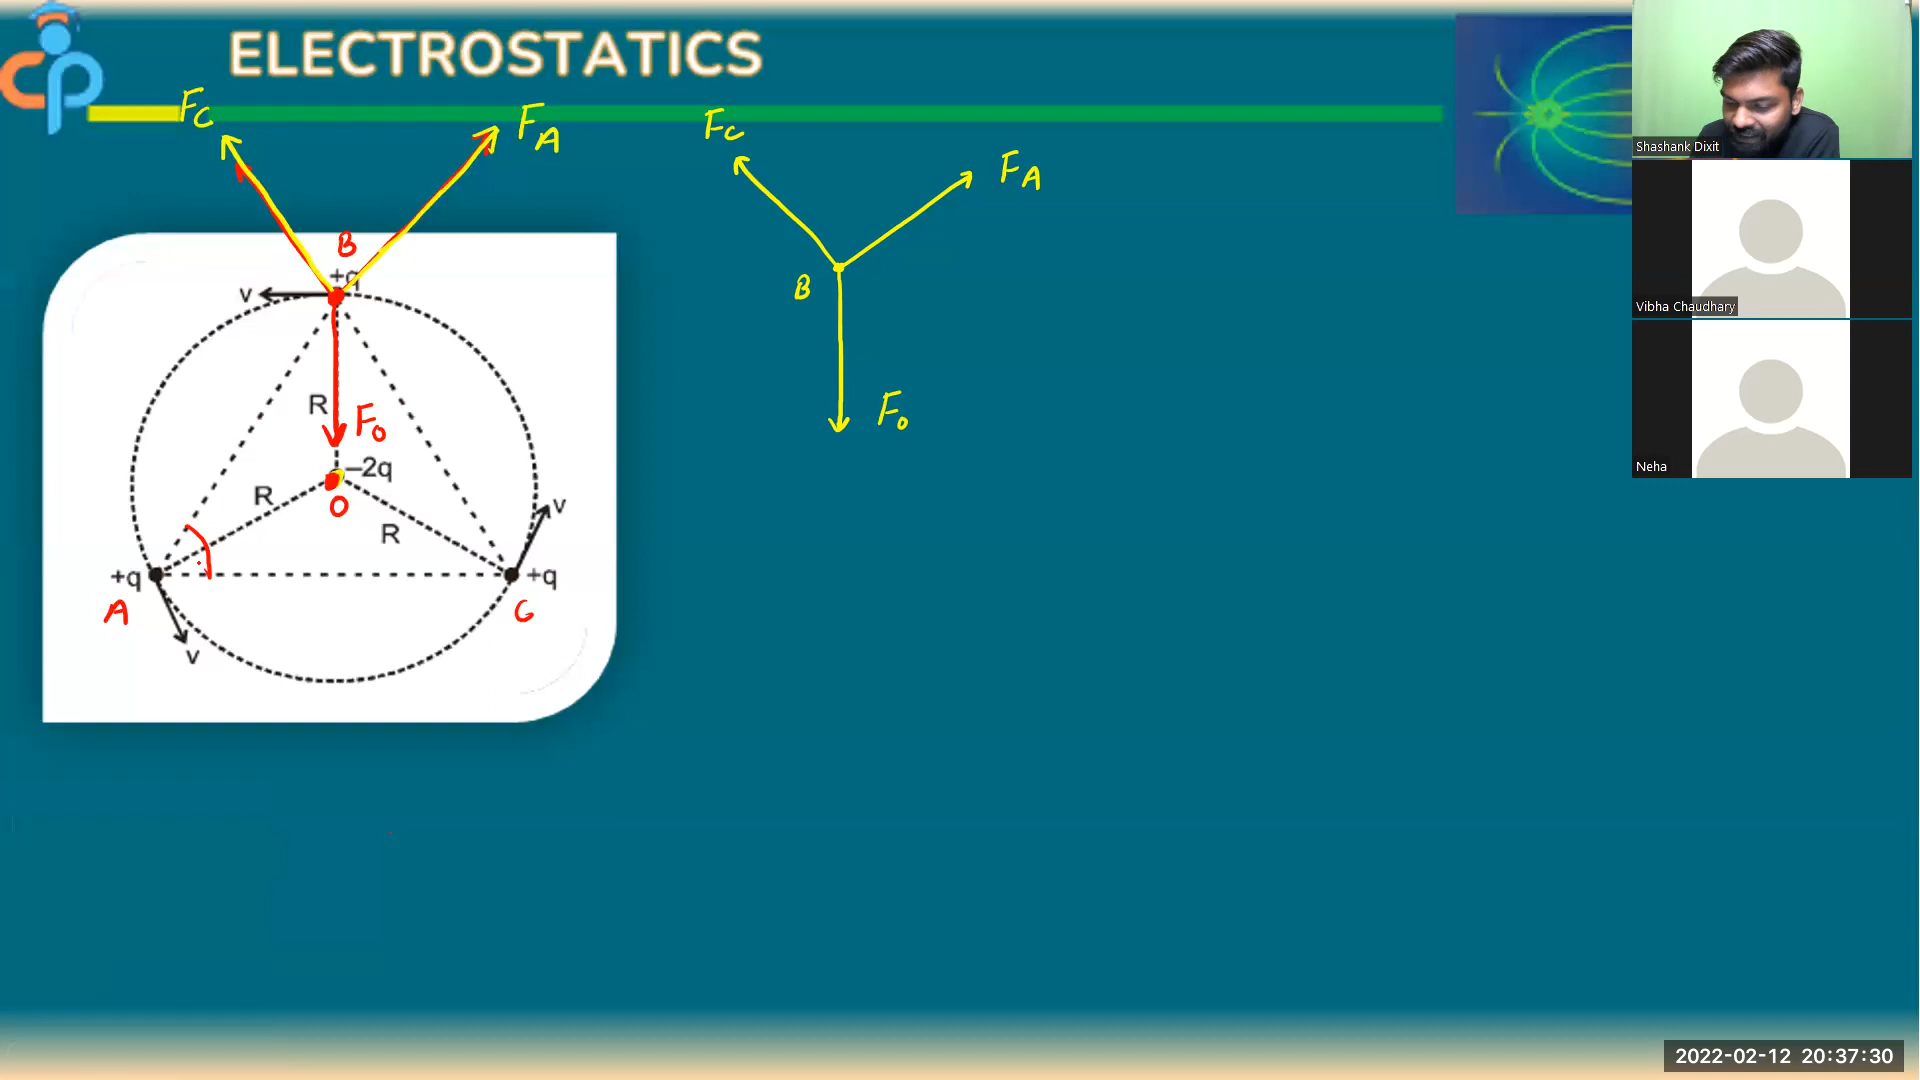 cp
ELECTROSTATICS
Fc
FA
Fc
FA
B
+q
v
B
R
Fo
Fo
-2q
R
O
R
v
+q
+q
A
C
v
Shashank Dixit
Vibha Chaudhary
Neha
2022-02-12 20:37:30